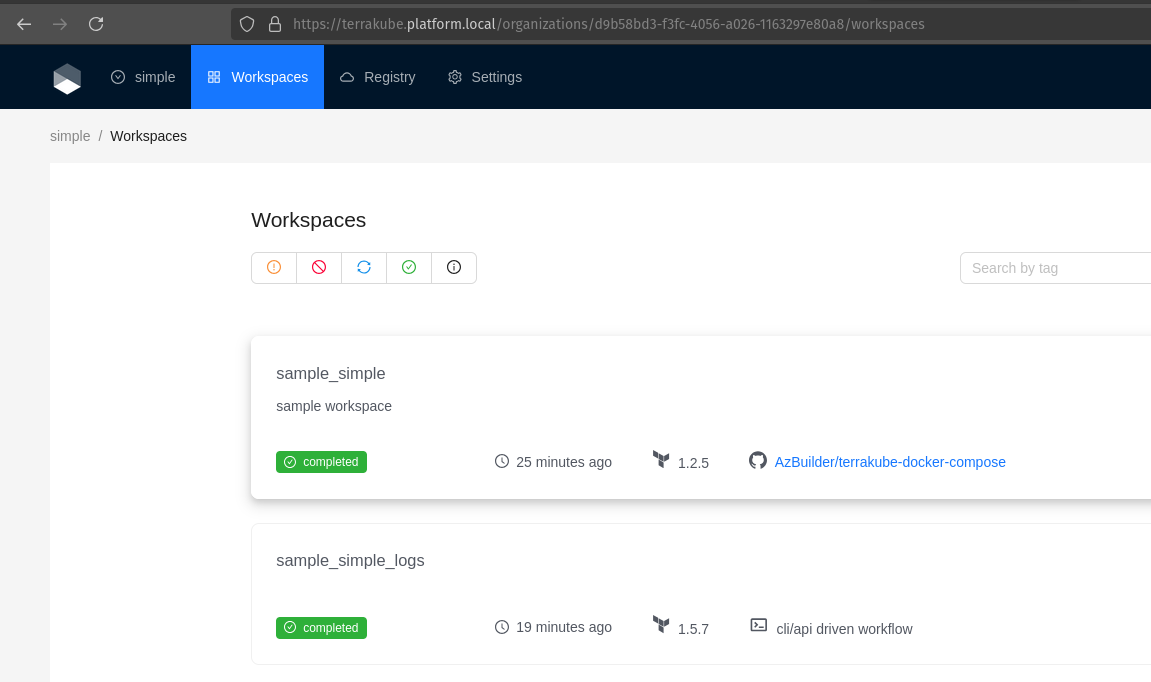 https://terrakube.platform.local/organizations/d9b58bd3-f3fc-4056-a026-1163297e80a8/workspaces
simple Workspaces Registry Settings
simple / Workspaces
Workspaces
Search by tag
sample_simple
sample workspace
completed 25 minutes ago 1.2.5 AzBuilder/terrakube-docker-compose
sample_simple_logs
completed 19 minutes ago 1.5.7 cli/api driven workflow